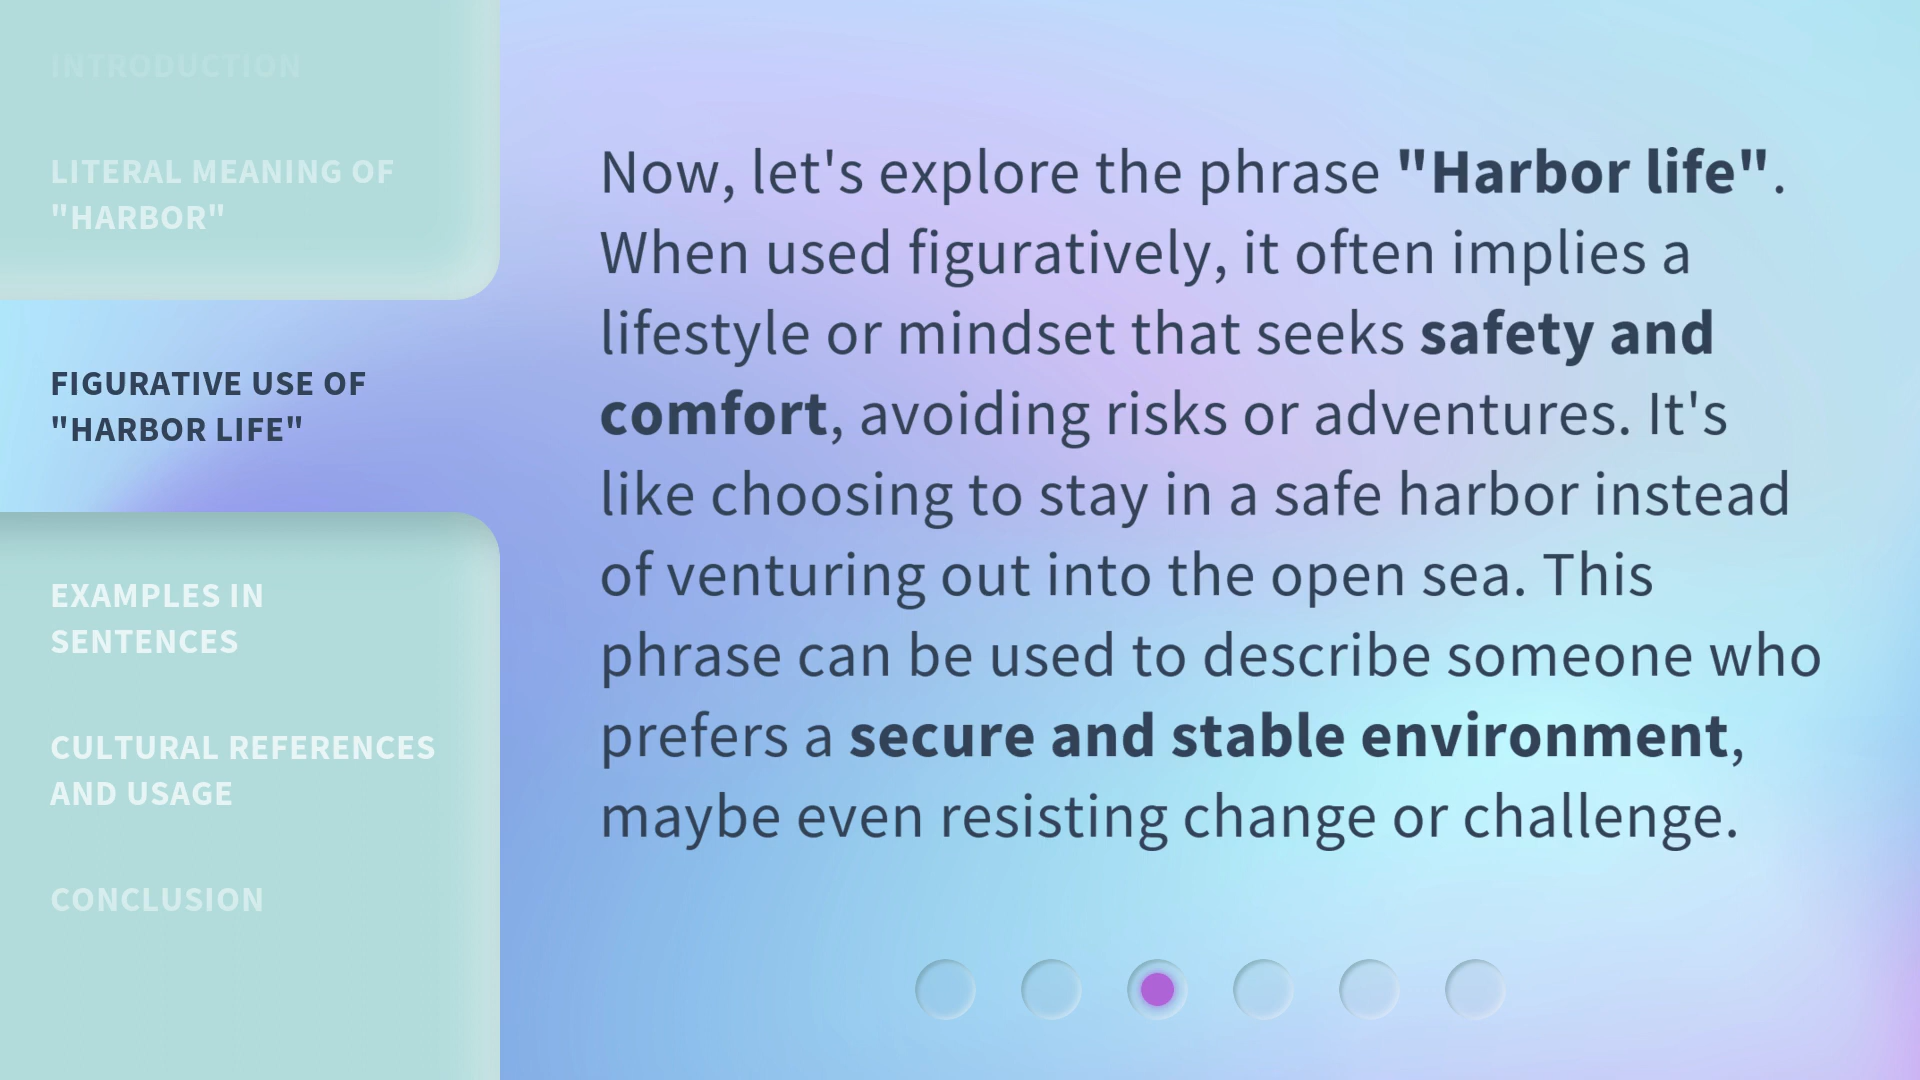 INTRODUCTION
LITERAL MEANING OF
"HARBOR"
FIGURATIVE USE OF
"HARBOR LIFE"
EXAMPLES IN
SENTENCES
CULTURAL REFERENCES
AND USAGE
CONCLUSION
Now, let's explore the phrase "Harbor life".
When used figuratively, it often implies a
lifestyle or mindset that seeks safety and
comfort, avoiding risks or adventures. It's
like choosing to stay in a safe harbor instead
of venturing out into the open sea. This
phrase can be used to describe someone who
prefers a secure and stable environment,
maybe even resisting change or challenge.